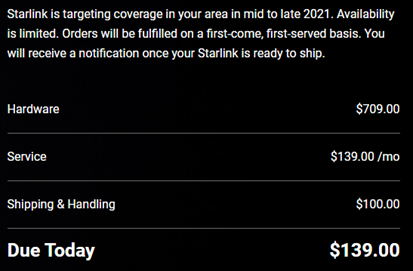 Starlink is targeting coverage in your area in mid to late 2021. Availability
is limited. Orders will be fulfilled on a first-come, first-served basis. You
will receive a notification once your Starlink is ready to ship.
Hardware $709.00
Service $139.00 /mo
Shipping & Handling $100.00
Due Today $139.00